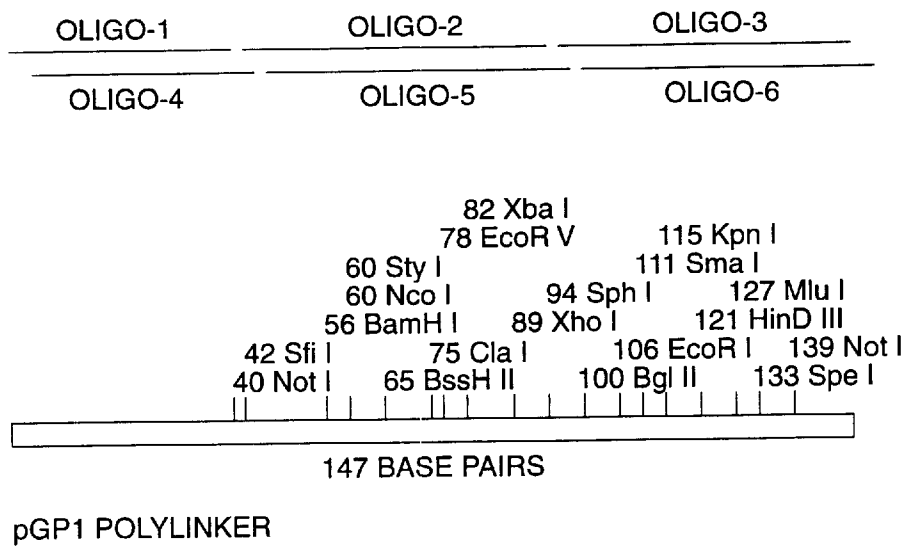 OLIGO-1 OLIGO-2 OLIGO-3
OLIGO-4 OLIGO-5 OLIGO-6
82 Xba I
78 EcoR V 115 Kpn I
60 Sty I 111 Sma I
60 Nco I 94 Sph I 127 Mlu I
56 BamH I 89 Xho I 121 HinD III
42 Sfi I 75 Cla I 106 EcoR I 139 Not I
40 Not I 65 BssH II 100 Bgl II 133 Spe I
147 BASE PAIRS
pGP1 POLYLINKER